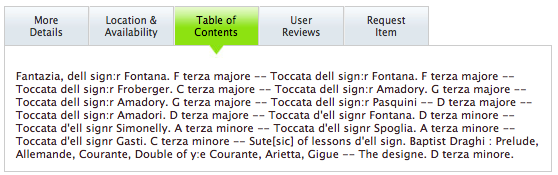 More Details
Location & Availability
Table of Contents
User Reviews
Request Item
Fantazia, dell sign:r Fontana. F terza majore -- Toccata dell sign:r Fontana. F terza majore --
Toccata dell sign:r Froberger. C terza majore -- Toccata dell sign:r Amadory. G terza majore --
Toccata dell sign:r Amadory. G terza majore -- Toccata dell sign:r Pasquini -- D terza majore --
Toccata dell sign:r Amadori. D terza majore -- Toccata d'ell signr Fontana. D terza minore --
Toccata d'ell signr Simonelly. A terza minore -- Toccata d'ell signr Spoglia. A terza minore --
Toccata d'ell signr Gasti. C terza minore -- Sute[sic] of lessons d'ell sign. Baptist Draghi : Prelude,
Allemande, Courante, Double of y:e Courante, Arietta, Gigue -- The designe. D terza minore.